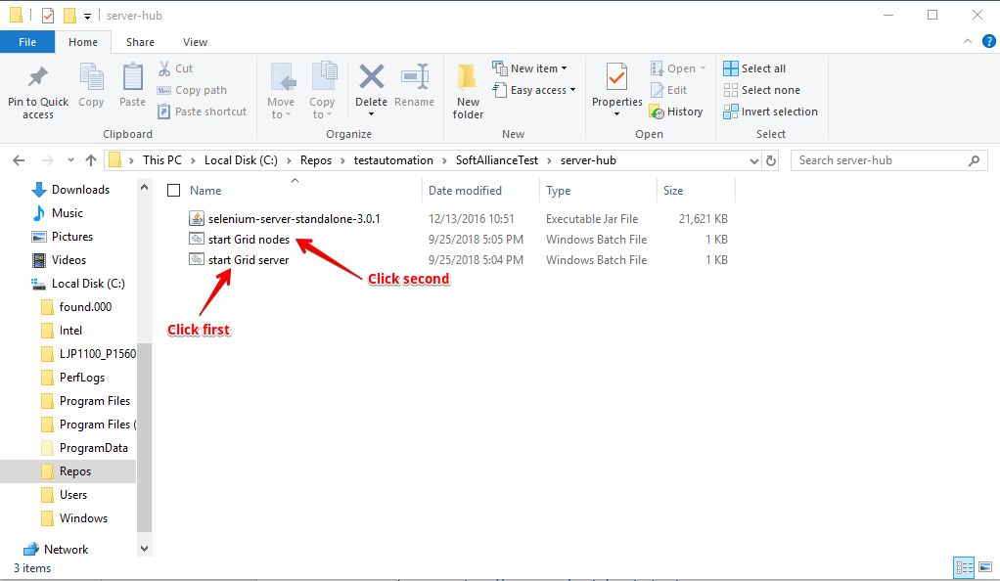 server-hub
File Home Share View
Pin to Quick access
Copy
Paste
Cut
Copy path
Paste shortcut
Clipboard
Move to
Copy to
Delete
Rename
Organize
New folder
New item
Easy access
New
Properties
Open
Edit
History
Open
Select all
Select none
Invert selection
Select
This PC > Local Disk (C:) > Repos > testautomation > SoftAllianceTest > server-hub
Search server-hub
Downloads
Music
Pictures
Videos
Local Disk (C:)
found.000
Intel
LJP1100_P1560
PerfLogs
Program Files
Program Files (
ProgramData
Repos
Users
Windows
Network
Name Date modified Type Size
selenium-server-standalone-3.0.1 12/13/2016 10:51 Executable Jar File 21,621 KB
start Grid nodes 9/25/2018 5:05 PM Windows Batch File 1 KB
start Grid server 9/25/2018 5:04 PM Windows Batch File 1 KB
Click second
Click first
3 items